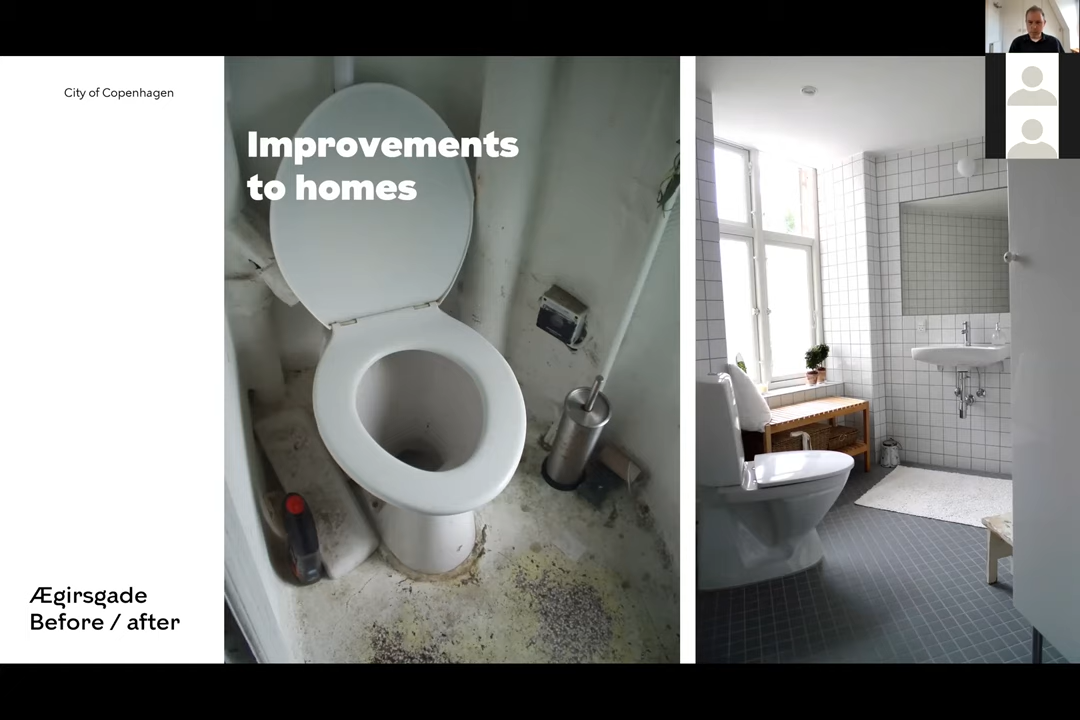 City of Copenhagen
Improvements
to homes
Ægirsgade
Before / after